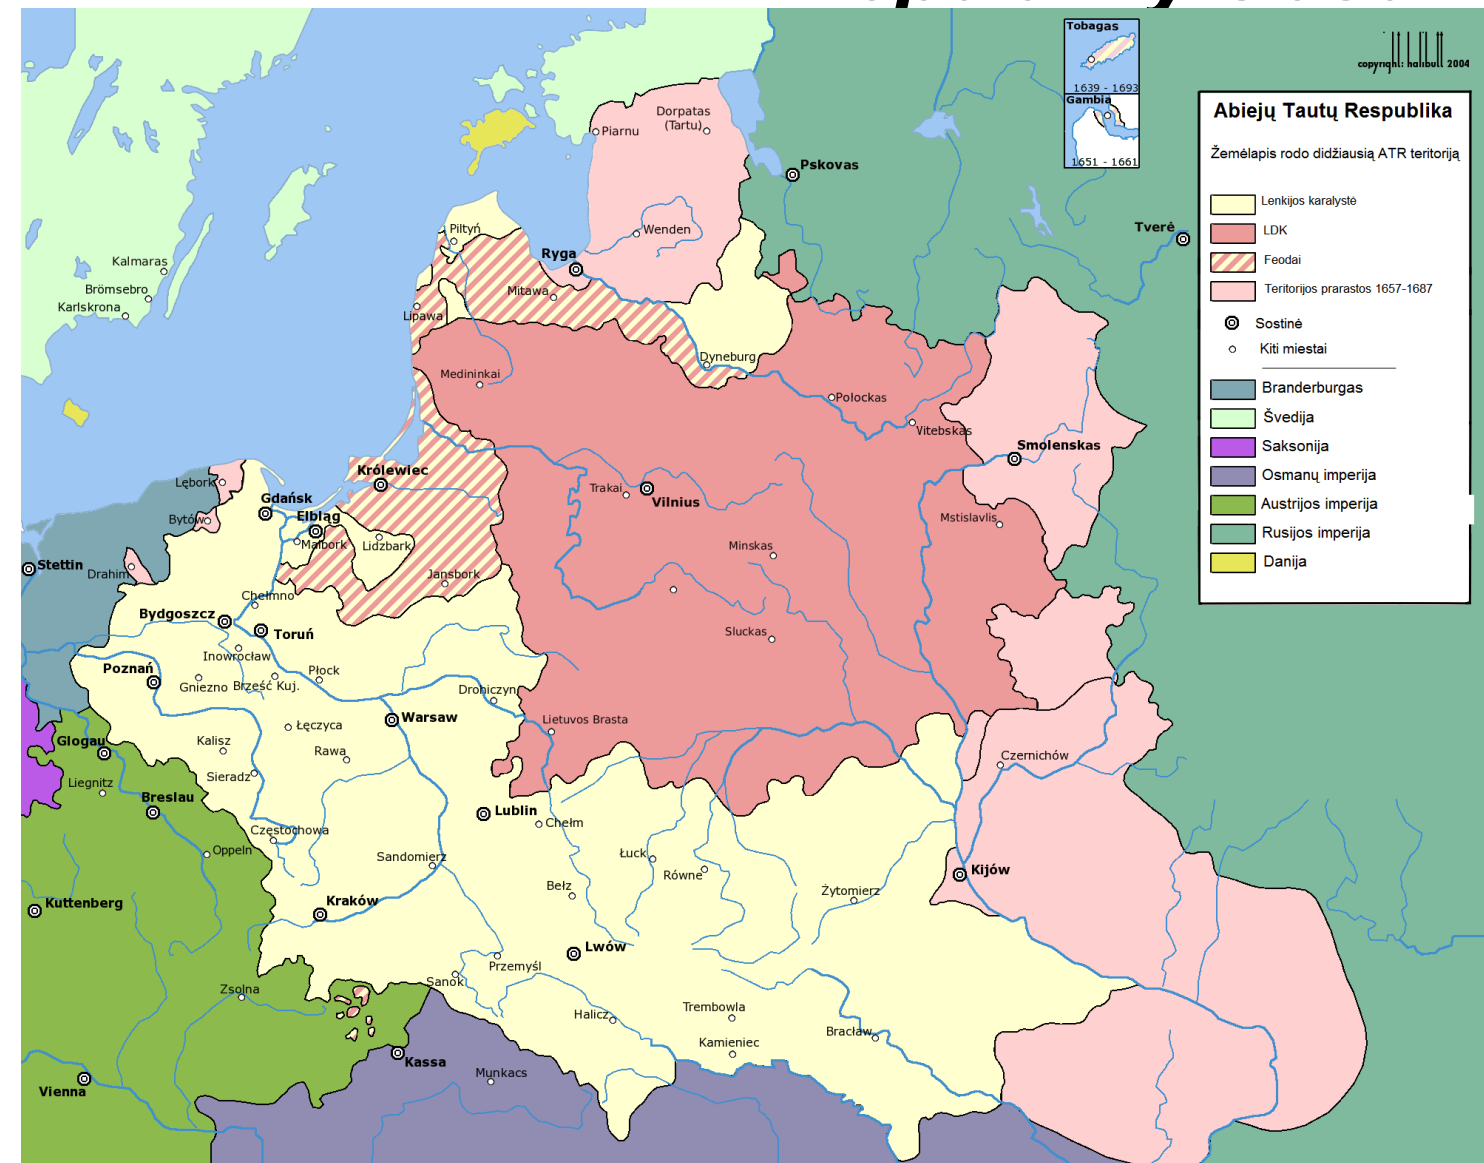 Tobagas
1639 - 1693
Gambia
1651 - 1661
copyright: halibutt 2004
Abiejų Tautų Respublika
Žemėlapis rodo didžiausią ATR teritoriją
Lenkijos karalystė
LDK
Feodai
Teritorijos prarastos 1657-1687
Sostinė
Kiti miestai
Branderburgas
Švedija
Saksonija
Osmanų imperija
Austrijos imperija
Rusijos imperija
Danija
Dorpatas
(Tartu)
Piarnu
Pskovas
Tverė
Piltyń
Wenden
Ryga
Kalmaras
Brömsebro
Karlskrona
Mitawa
Lipawa
Dyneburg
Medininkai
Połockas
Vitebskas
Smolenskas
Królewiec
Lębork
Gdańsk
Trakai
Vilnius
Bytów
Elbląg
Malbork
Lidzbark
Mstislavlis
Minskas
Stettin
Drahim
Jansbork
Chełmno
Bydgoszcz
Toruń
Sluckas
Inowrocław
Poznań
Płock
Gniezno
Brześć Kuj.
Drohiczyn
Łęczyca
Warsaw
Lietuvos Brasta
Glogau
Kalisz
Rawa
Czernichów
Sieradz
Liegnitz
Breslau
Lublin
Chełm
Częstochowa
Oppeln
Sandomierz
Łuck
Równe
Kijów
Bełz
Żytomierz
Kuttenberg
Kraków
Lwów
Przemyśl
Sanok
Zsolna
Halicz
Trembowla
Bracław
Kamieniec
Kassa
Munkacs
Vienna